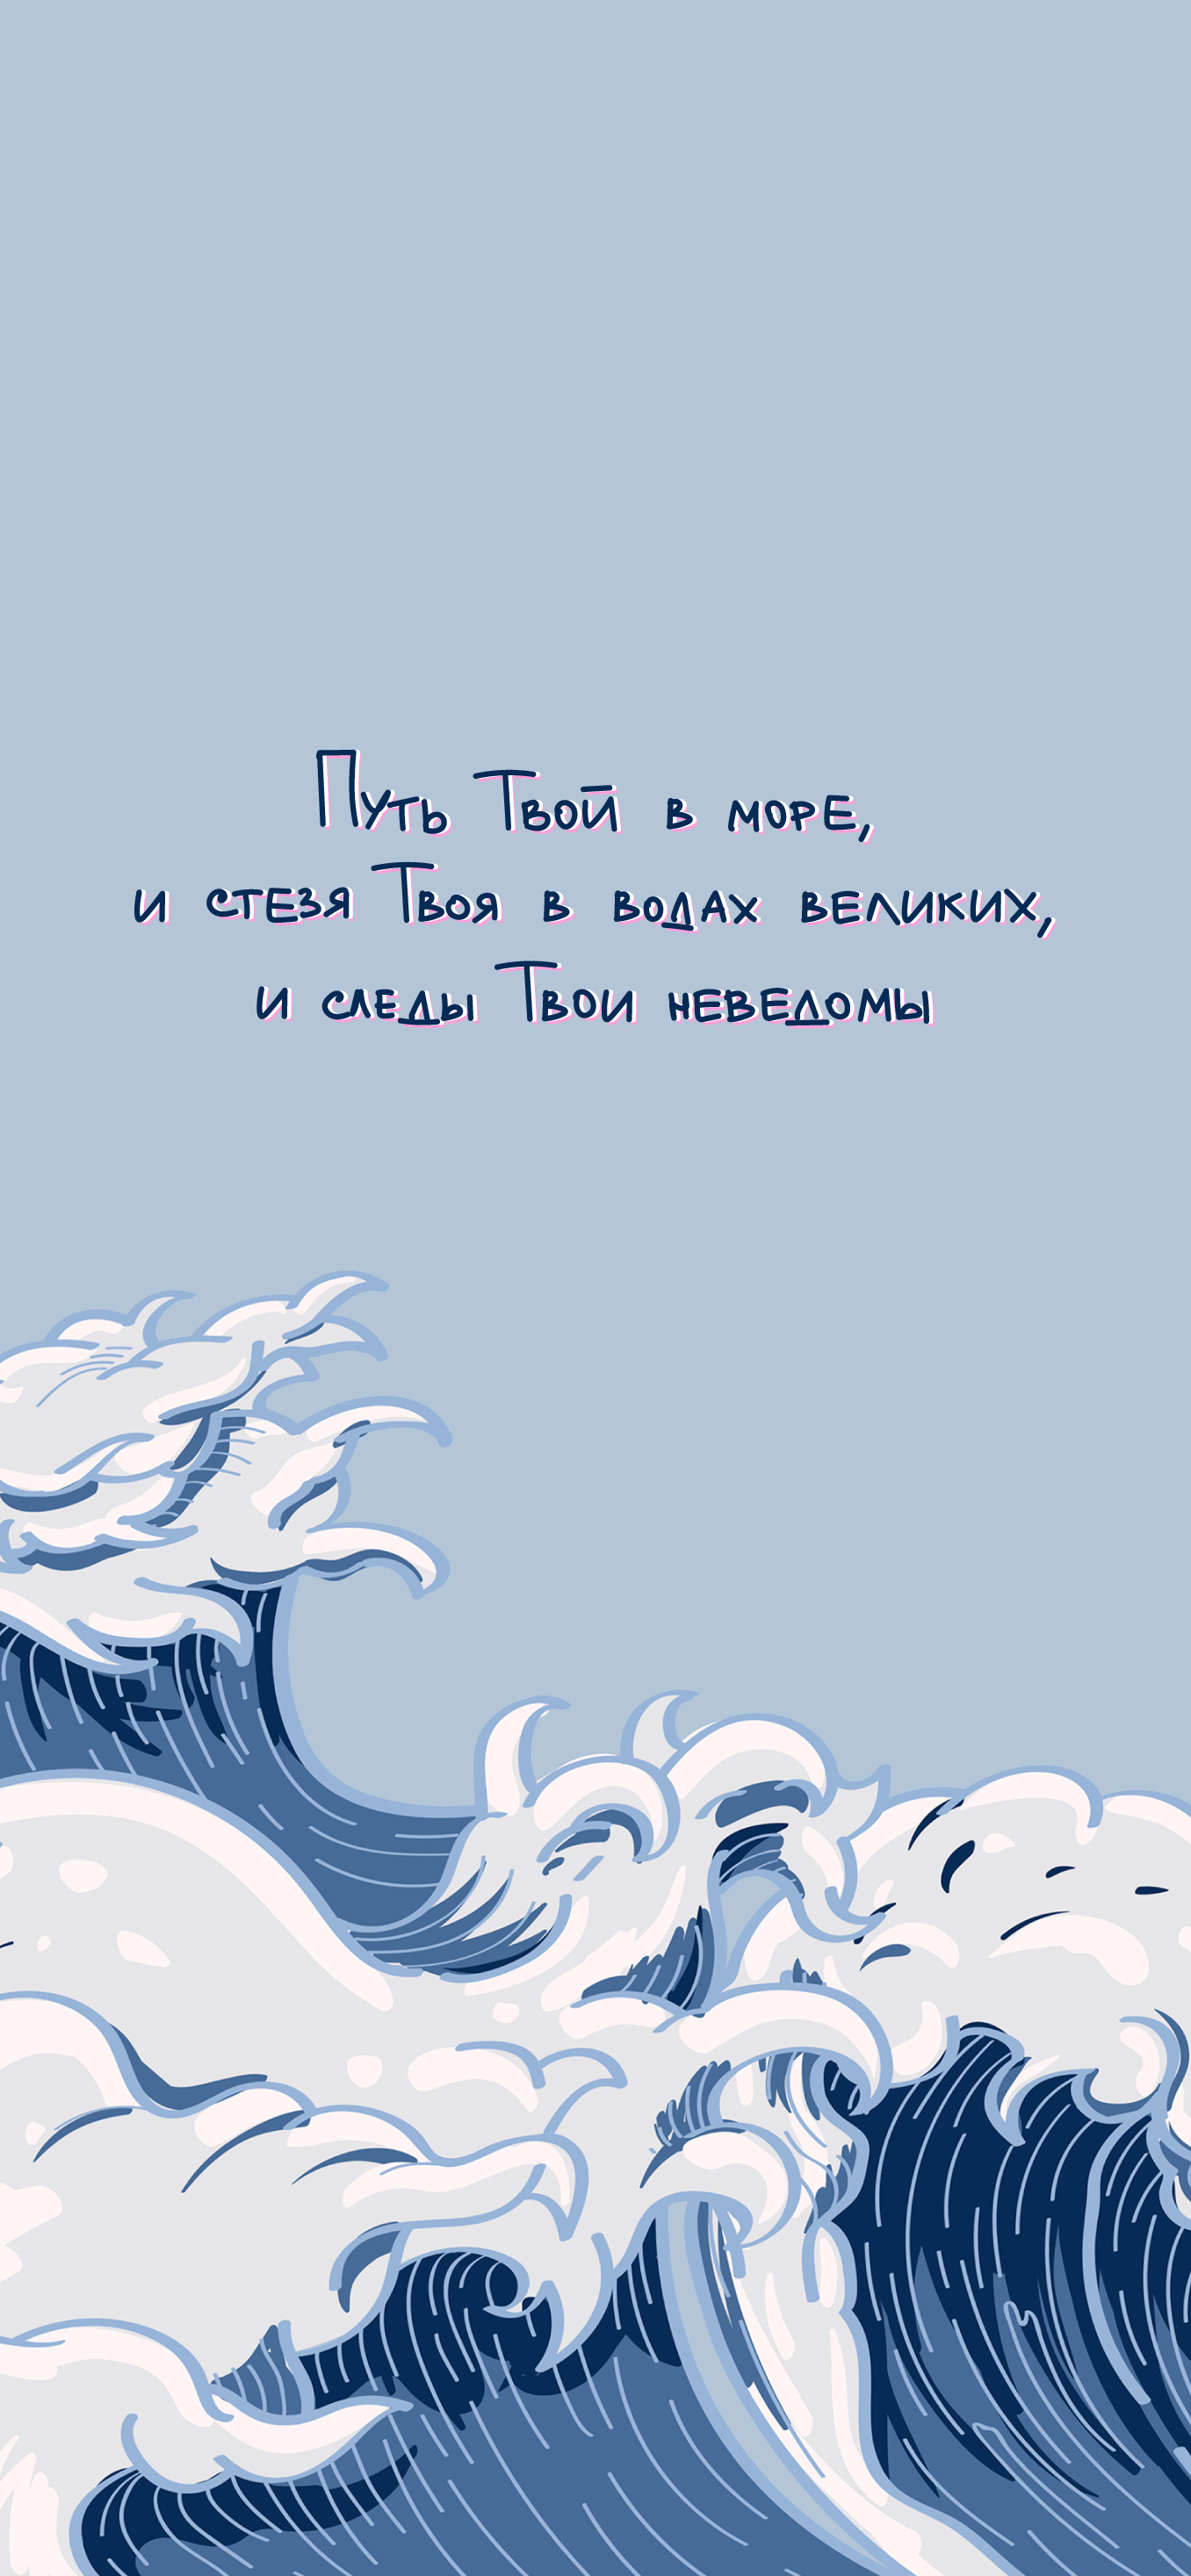 Путь Твой в море,
и стезя Твоя в водах великих,
и следы Твои неведомы